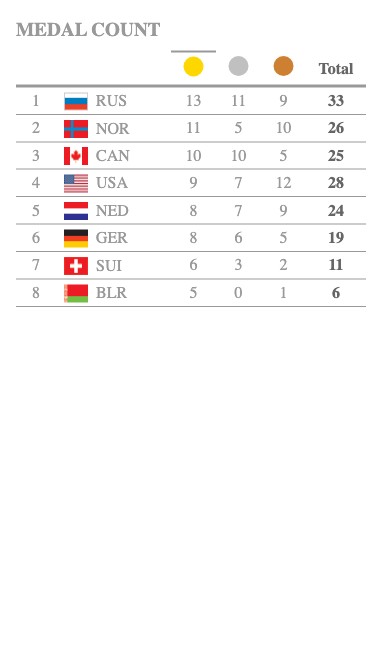 MEDAL COUNT
Total
1 RUS 13 11 9 33
2 NOR 11 5 10 26
3 CAN 10 10 5 25
4 USA 9 7 12 28
5 NED 8 7 9 24
6 GER 8 6 5 19
7 SUI 6 3 2 11
8 BLR 5 0 1 6